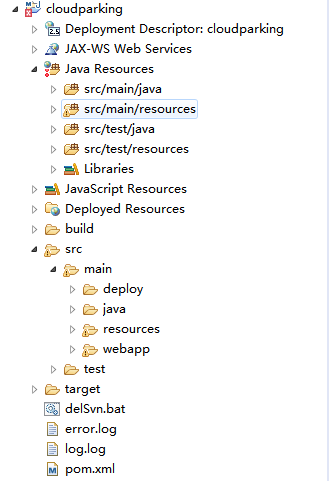 cloudparking
Deployment Descriptor: cloudparking
JAX-WS Web Services
Java Resources
src/main/java
src/main/resources
src/test/java
src/test/resources
Libraries
JavaScript Resources
Deployed Resources
build
src
main
deploy
java
resources
webapp
test
target
delSvn.bat
error.log
log.log
pom.xml